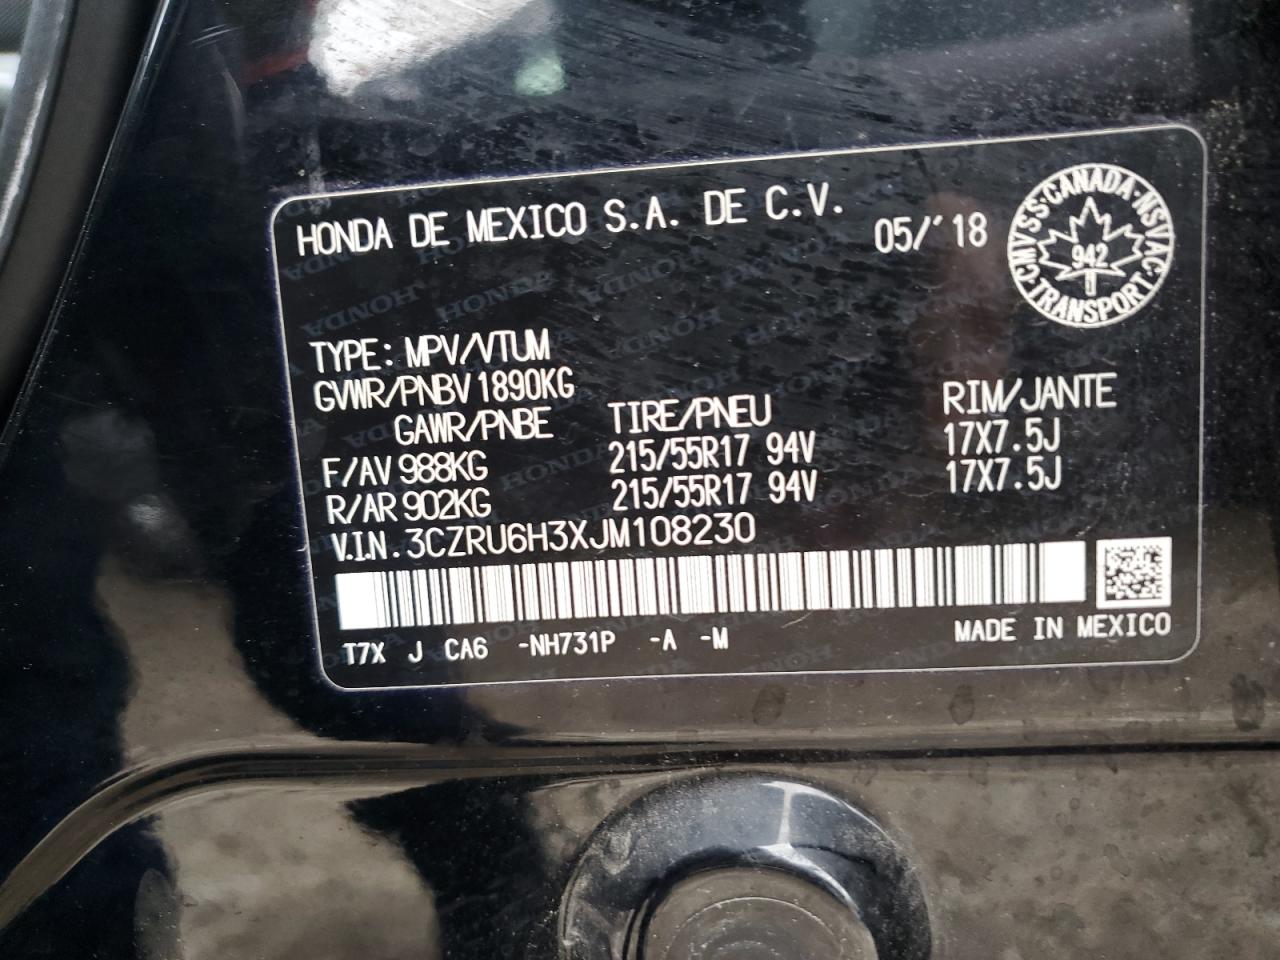 HONDA DE MEXICO S.A. DE C.V. 05/'18
CMVSS·CANADA·NSVAC·TRANSPORT
942
TYPE: MPV/VTUM
GVWR/PNBV 1890KG
GAWR/PNBE TIRE/PNEU RIM/JANTE
F/AV 988KG 215/55R17 94V 17X7.5J
R/AR 902KG 215/55R17 94V 17X7.5J
V.I.N. 3CZRU6H3XJM108230
T7X J CA6 -NH731P -A -M MADE IN MEXICO